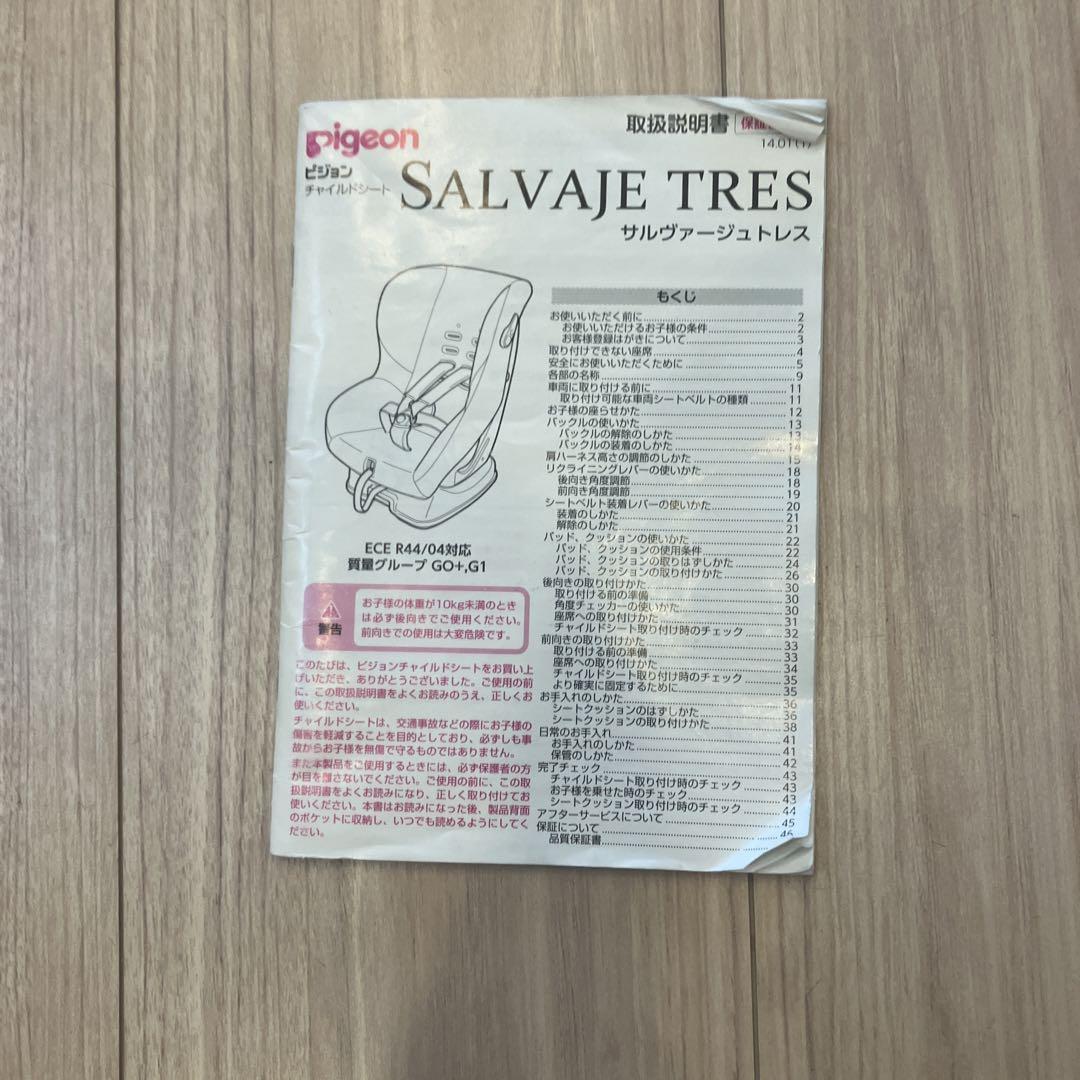 pigeon
ピジョン
チャイルドシート
取扱説明書
保証
14.01(1)
SALVAJE TRES
サルヴァージュトレス
ECE R44/04対応
質量グループ GO+,G1
警告
お子様の体重が10kg未満のとき
は必ず後向きでご使用ください。
前向きでの使用は大変危険です。
このたびは、ピジョンチャイルドシートをお買い上
げいただき、ありがとうございました。ご使用の前
に、この取扱説明書をよくお読みのうえ、正しくお
使いください。
チャイルドシートは、交通事故などの際にお子様の
傷害を軽減することを目的としており、必ずしも事
故からお子様を無傷で守るものではありません。
また本製品をご使用するときには、必ず保護者の方
が目を離さないでください。ご使用の前に、この取
扱説明書をよくお読みになり、正しく取り付けてお
使いください。本書はお読みになった後、製品背面
のポケットに収納し、いつでも読めるようにしてく
ださい。
もくじ
お使いいただく前に 2
お使いいただけるお子様の条件 2
お客様登録はがきについて 3
取り付けできない座席 4
安全にお使いいただくために 5
各部の名称 9
車両に取り付ける前に 11
取り付け可能な車両シートベルトの種類 11
お子様の座らせかた 12
バックルの使いかた 13
バックルの解除のしかた 13
バックルの装着のしかた 14
肩ハーネス高さの調節のしかた 15
リクライニングレバーの使いかた 18
後向き角度調節 18
前向き角度調節 19
シートベルト装着レバーの使いかた 20
装着のしかた 21
解除のしかた 21
パッド、クッションの使いかた 22
パッド、クッションの使用条件 22
パッド、クッションの取りはずしかた 24
パッド、クッションの取り付けかた 26
後向きの取り付けかた 30
取り付ける前の準備 30
角度チェッカーの使いかた 30
座席への取り付けかた 31
チャイルドシート取り付け時のチェック 32
前向きの取り付けかた 33
取り付ける前の準備 33
座席への取り付けかた 34
チャイルドシート取り付け時のチェック 35
より確実に固定するために 35
お手入れのしかた 36
シートクッションのはずしかた 36
シートクッションの取り付けかた 38
日常のお手入れ 41
お手入れのしかた 41
保管のしかた 42
完了チェック 43
チャイルドシート取り付け時のチェック 43
お子様を乗せた時のチェック 43
シートクッション取り付け時のチェック 44
アフターサービスについて 45
保証について 46
品質保証書